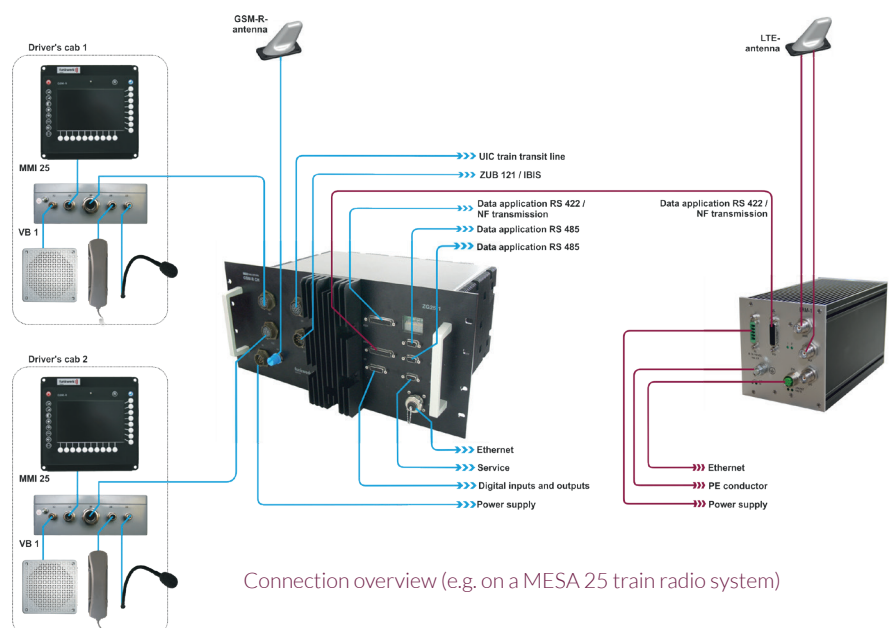 GSM-R-
antenna
LTE-
antenna
Driver's cab 1
MMI 25
VB 1
UIC train transit line
ZUB 121 / IBIS
Data application RS 422 /
NF transmission
Data application RS 485
Data application RS 485
Data application RS 422 /
NF transmission
Driver's cab 2
MMI 25
VB 1
Ethernet
Service
Digital inputs and outputs
Power supply
Ethernet
PE conductor
Power supply
Connection overview (e.g. on a MESA 25 train radio system)